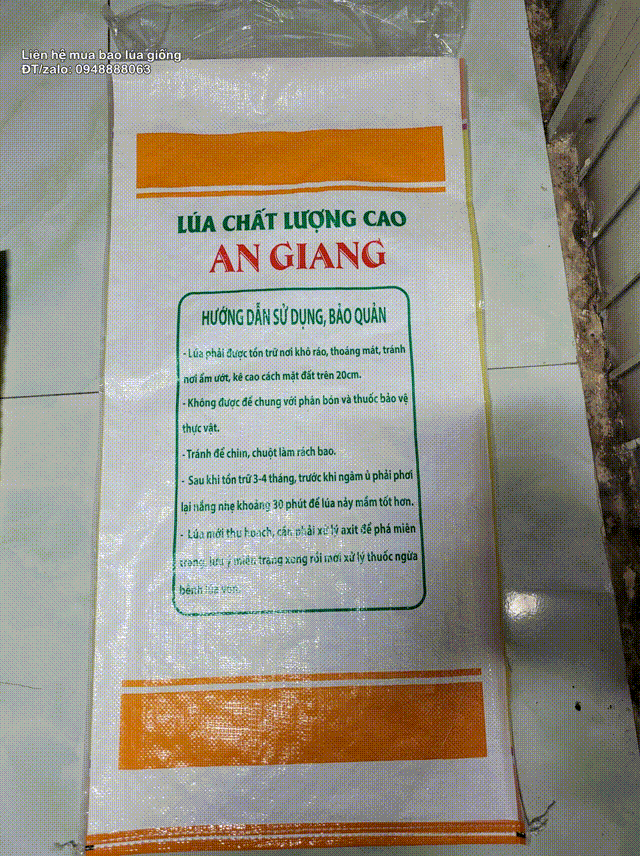 Liên hệ mua bao lúa giống
ĐT/zalo: 0948888063
LÚA CHẤT LƯỢNG CAO
AN GIANG
HƯỚNG DẪN SỬ DỤNG, BẢO QUẢN
- Lúa phải được tồn trữ nơi khô ráo, thoáng mát, tránh
nơi ẩm ướt, kê cao cách mặt đất trên 20cm.
- Không được để chung với phân bón và thuốc bảo vệ
thực vật.
- Tránh để chim, chuột làm rách bao.
- Sau khi tồn trữ 3-4 tháng, trước khi ngâm ủ phải phơi
lại nắng nhẹ khoảng 30 phút để lúa nảy mầm tốt hơn.
- Lúa mới thu hoạch, cần phải xử lý axit để phá miên
trạng, lưu ý miên trạng xong rồi mới xử lý thuốc ngừa
bệnh lúa von.